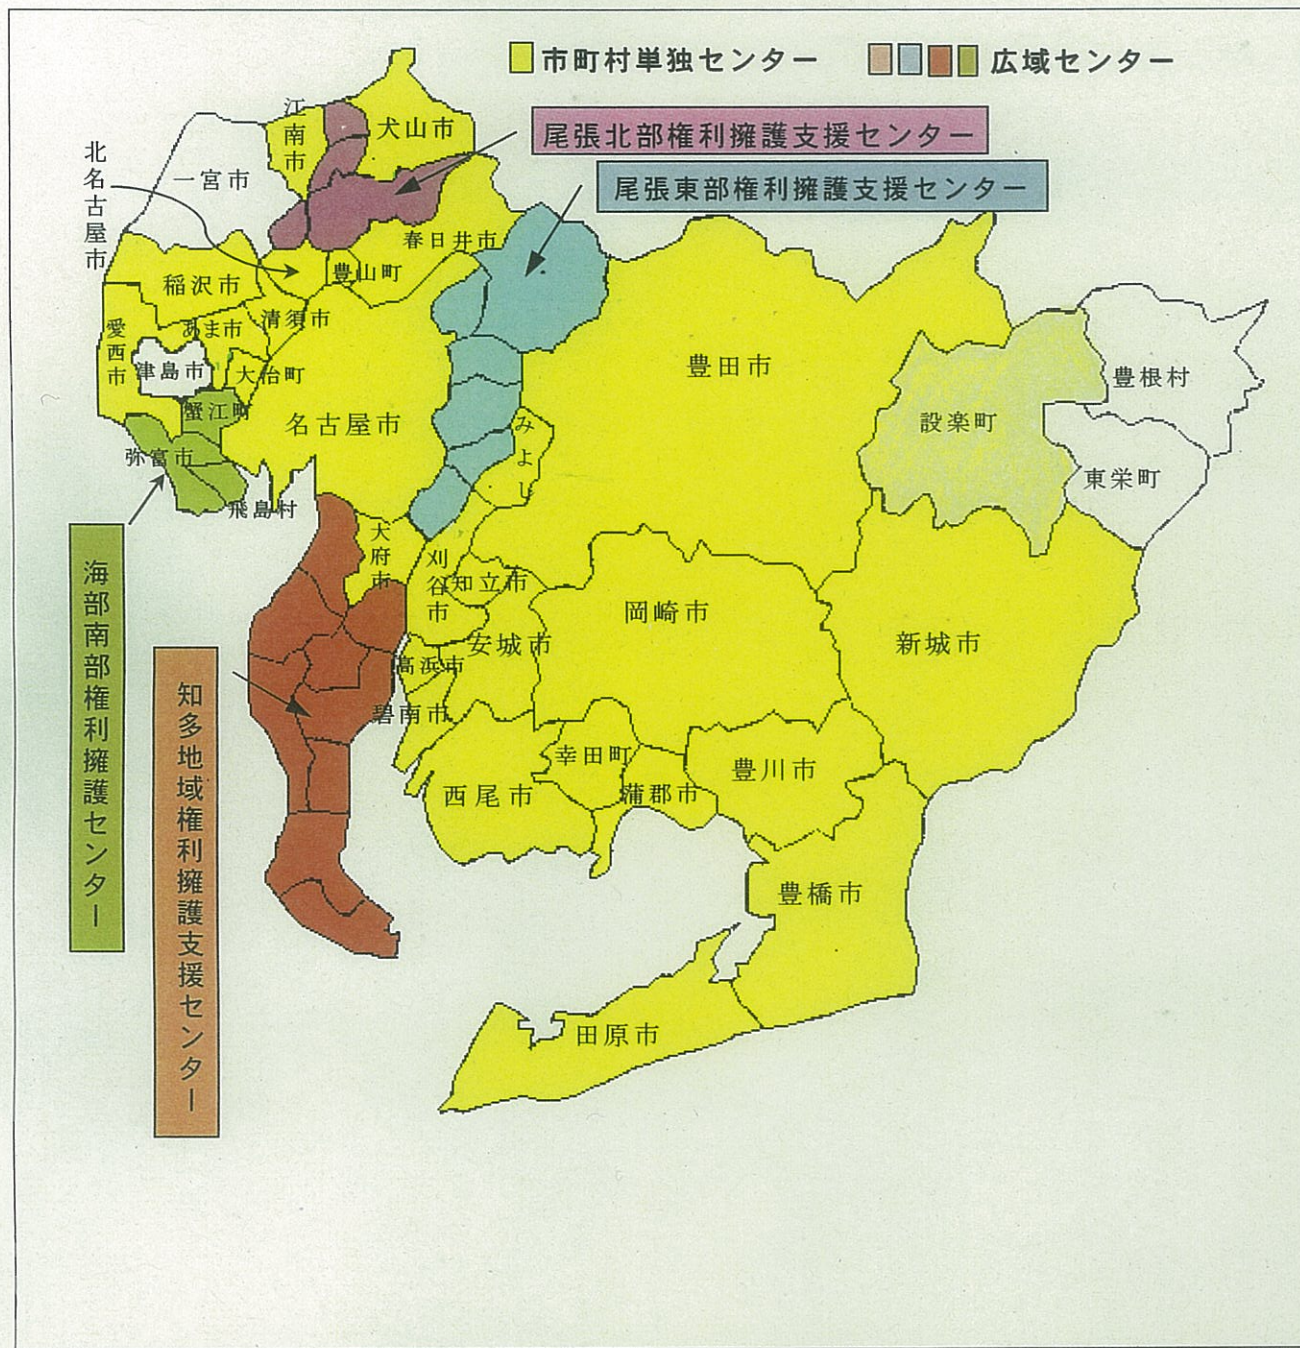 市町村単独センター
広域センター
尾張北部権利擁護支援センター
尾張東部権利擁護支援センター
江南市
犬山市
北名古屋市
一宮市
春日井市
豊山町
稲沢市
清須市
あま市
愛西市
津島市
大治町
蟹江町
名古屋市
弥富市
飛島村
みよし
豊田市
設楽町
豊根村
東栄町
大府市
刈谷市
知立市
岡崎市
新城市
安城市
高浜市
碧南市
幸田町
豊川市
西尾市
蒲郡市
豊橋市
田原市
海部南部権利擁護センター
知多地域権利擁護支援センター